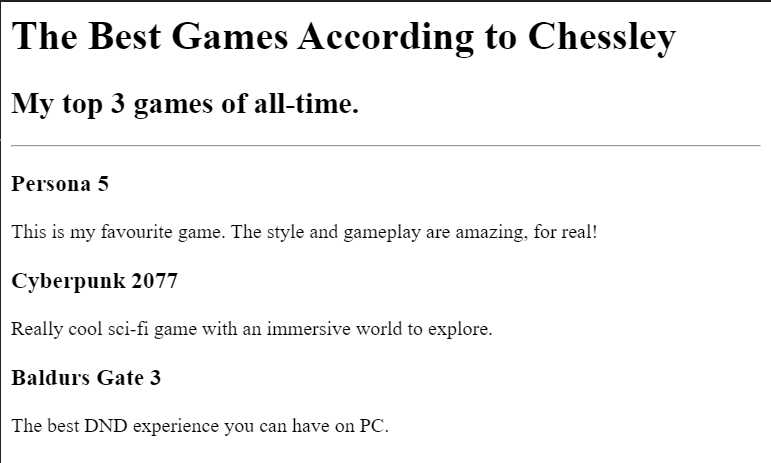 The Best Games According to Chessley
My top 3 games of all-time.
Persona 5
This is my favourite game. The style and gameplay are amazing, for real!
Cyberpunk 2077
Really cool sci-fi game with an immersive world to explore.
Baldurs Gate 3
The best DND experience you can have on PC.